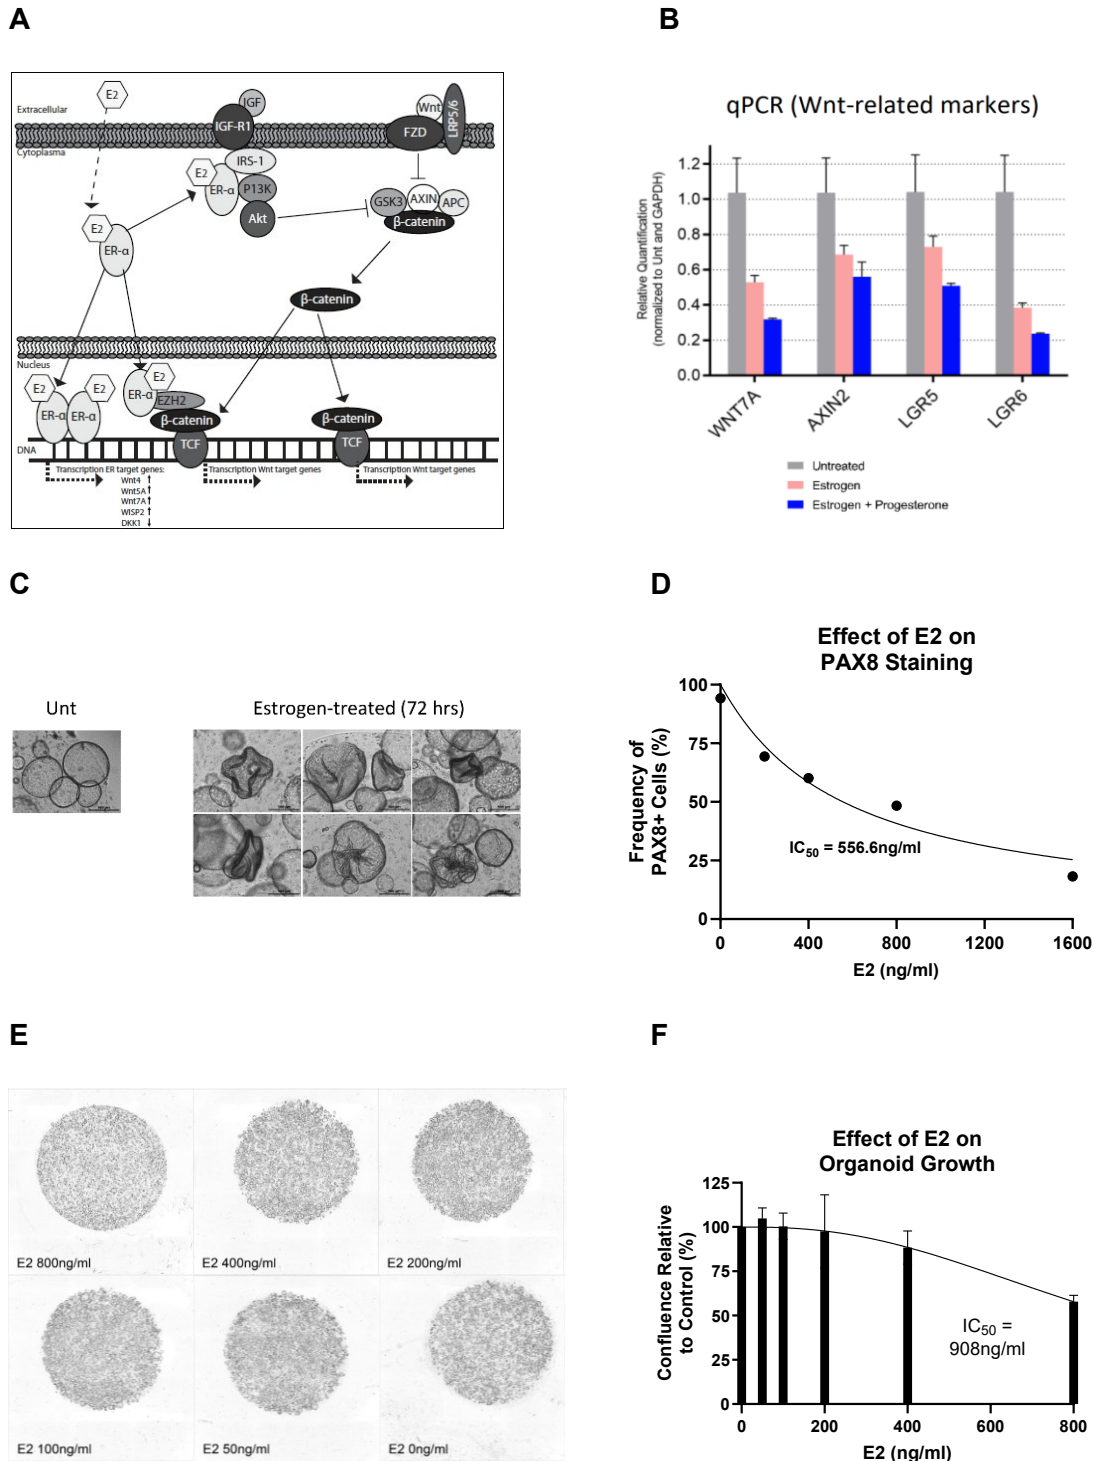 A
Extracellular
E2
IGF
IGF-R1
Wnt
FZD
LRP5/6
Cytoplasma
IRS-1
E2
ER-α
P13K
Akt
GSK3
AXIN
APC
β-catenin
E2
ER-α
β-catenin
Nucleus
E2
E2
ER-α
ER-α
E2
ER-α
EZH2
β-catenin
TCF
β-catenin
TCF
DNA
Transcription ER target genes:
Wnt4
Wnt5A
Wnt7A
WISP2
DKK1
Transcription Wnt target genes
Transcription Wnt target genes
B
qPCR (Wnt-related markers)
Relative Quantification
(normalized to Unt and GAPDH)
1.2
1.0
0.8
0.6
0.4
0.2
0.0
WNT7A
AXIN2
LGR5
LGR6
Untreated
Estrogen
Estrogen + Progesterone
C
Unt
Estrogen-treated (72 hrs)
D
Effect of E2 on
PAX8 Staining
Frequency of
PAX8+ Cells (%)
100
75
50
25
0
IC50 = 556.6ng/ml
0
400
800
1200
1600
E2 (ng/ml)
E
E2 800ng/ml
E2 400ng/ml
E2 200ng/ml
E2 100ng/ml
E2 50ng/ml
E2 0ng/ml
F
Effect of E2 on
Organoid Growth
Confluence Relative
to Control (%)
125
100
75
50
25
0
IC50 =
908ng/ml
0
200
400
600
800
E2 (ng/ml)